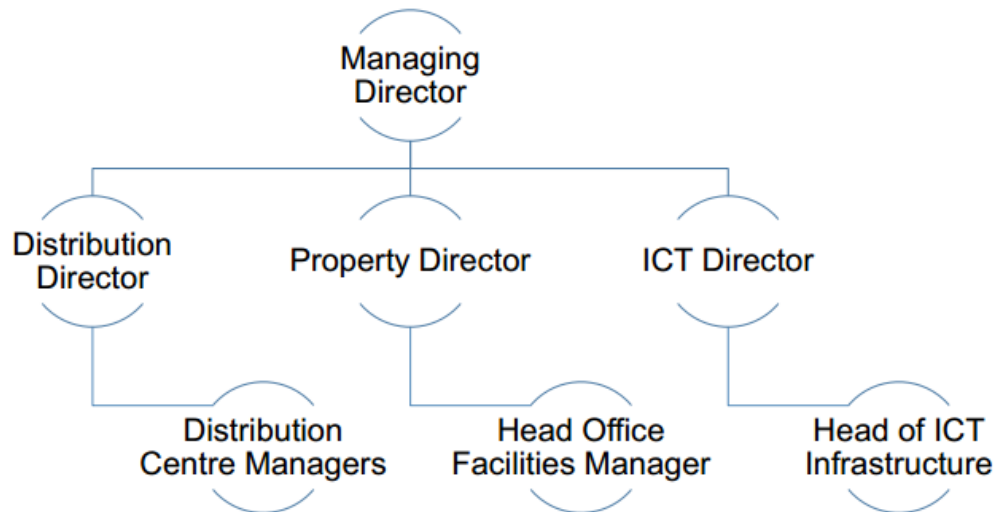 Managing
Director
Distribution
Director
Property Director
ICT Director
Distribution
Centre Managers
Head Office
Facilities Manager
Head of ICT
Infrastructure